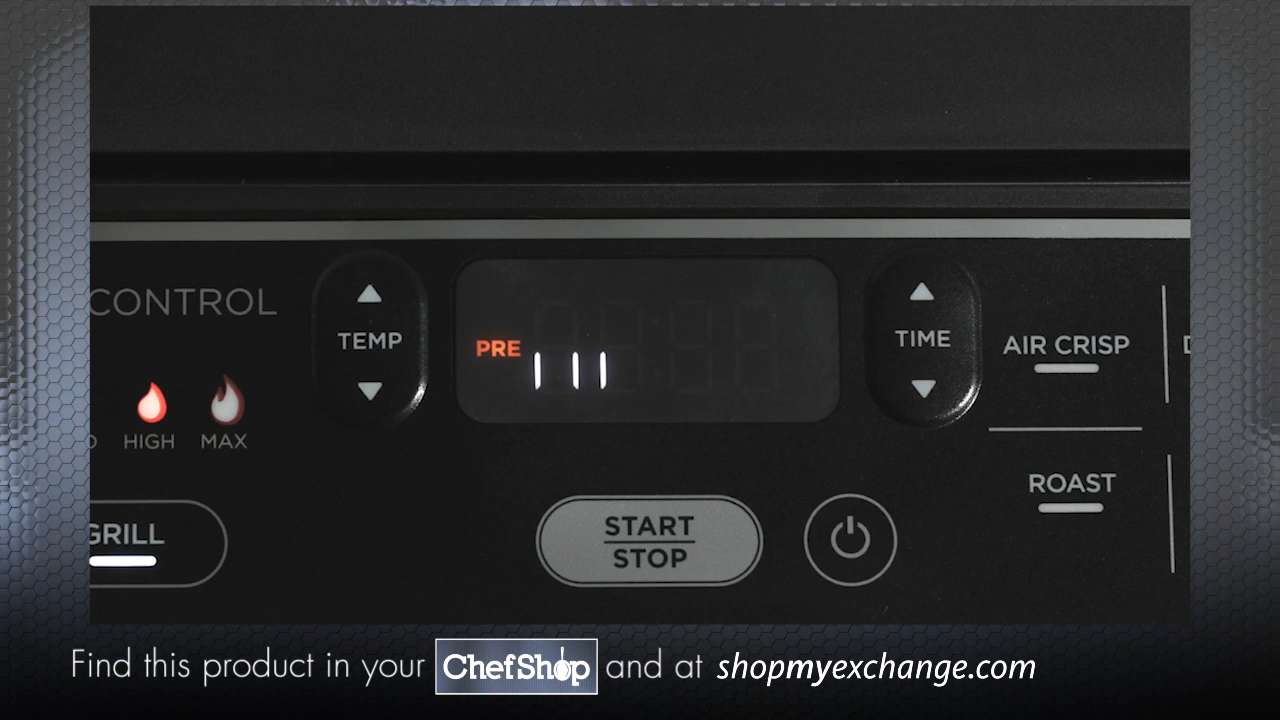 CONTROL
TEMP
PRE
TIME
AIR CRISP
HIGH
MAX
ROAST
GRILL
START
STOP
Find this product in your ChefShop and at shopmyexchange.com